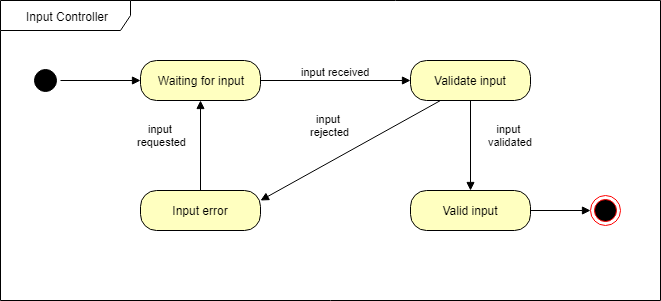 Input Controller
Waiting for input
input received
Validate input
input
requested
input
rejected
input
validated
Input error
Valid input